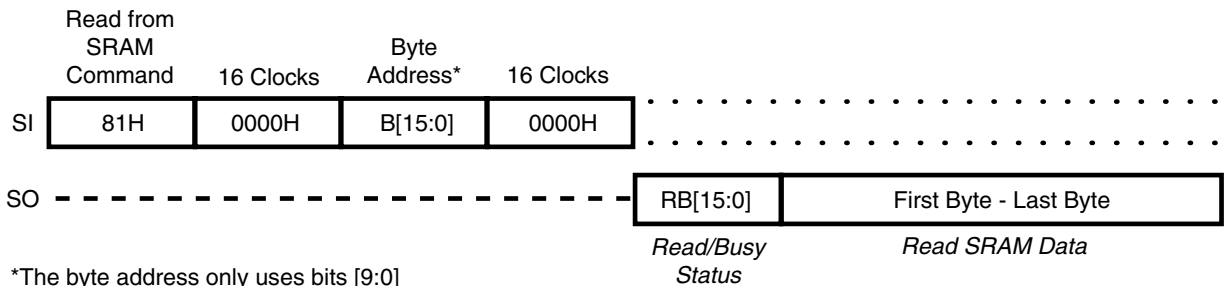 Read from
SRAM
Command
16 Clocks
Byte
Address*
16 Clocks
SI
81H
0000H
B[15:0]
0000H
SO
RB[15:0]
First Byte - Last Byte
Read/Busy
Status
Read SRAM Data
*The byte address only uses bits [9:0]